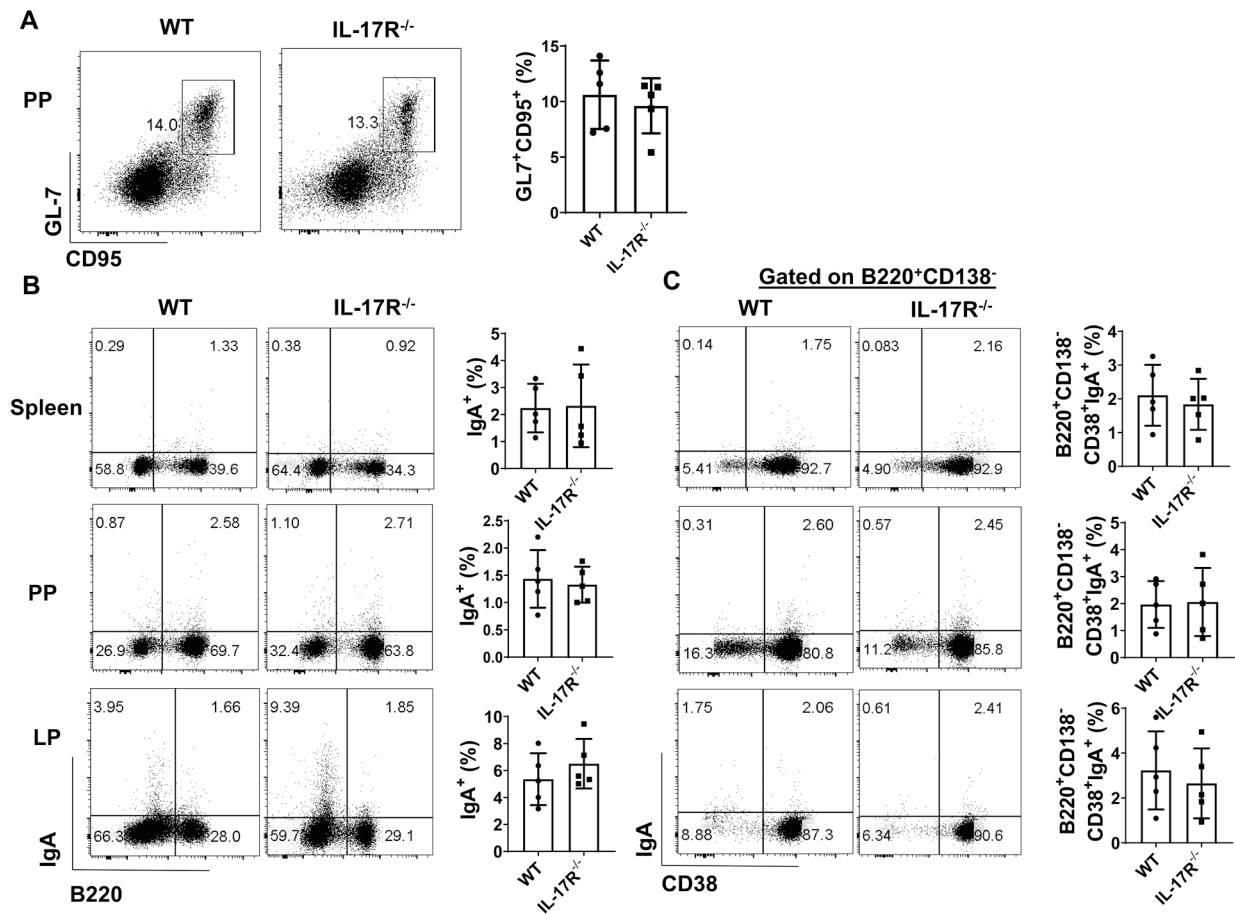 A
WT
IL-17R-/-
PP
14.0
13.3
GL-7
CD95
GL7+CD95+ (%)
15
10
5
0
WT
IL-17R-/-
B
WT
IL-17R-/-
Spleen
0.29
1.33
0.38
0.92
58.8
39.6
64.4
34.3
IgA+ (%)
5
4
3
2
1
0
WT
IL-17R-/-
PP
0.87
2.58
1.10
2.71
26.9
69.7
32.4
63.8
IgA+ (%)
2.5
2.0
1.5
1.0
0.5
0.0
WT
IL-17R-/-
LP
3.95
1.66
9.39
1.85
66.3
28.0
59.7
29.1
IgA+ (%)
10
8
6
4
2
0
WT
IL-17R-/-
IgA
B220
C
Gated on B220+CD138-
WT
IL-17R-/-
0.14
1.75
0.083
2.16
5.41
92.7
4.90
92.9
B220+CD138-
CD38+IgA+ (%)
4
3
2
1
0
WT
IL-17R-/-
0.31
2.60
0.57
2.45
16.3
80.8
11.2
85.8
B220+CD138-
CD38+IgA+ (%)
5
4
3
2
1
0
WT
IL-17R-/-
1.75
2.06
0.61
2.41
8.88
87.3
6.34
90.6
B220+CD138-
CD38+IgA+ (%)
6
4
2
0
WT
IL-17R-/-
IgA
CD38